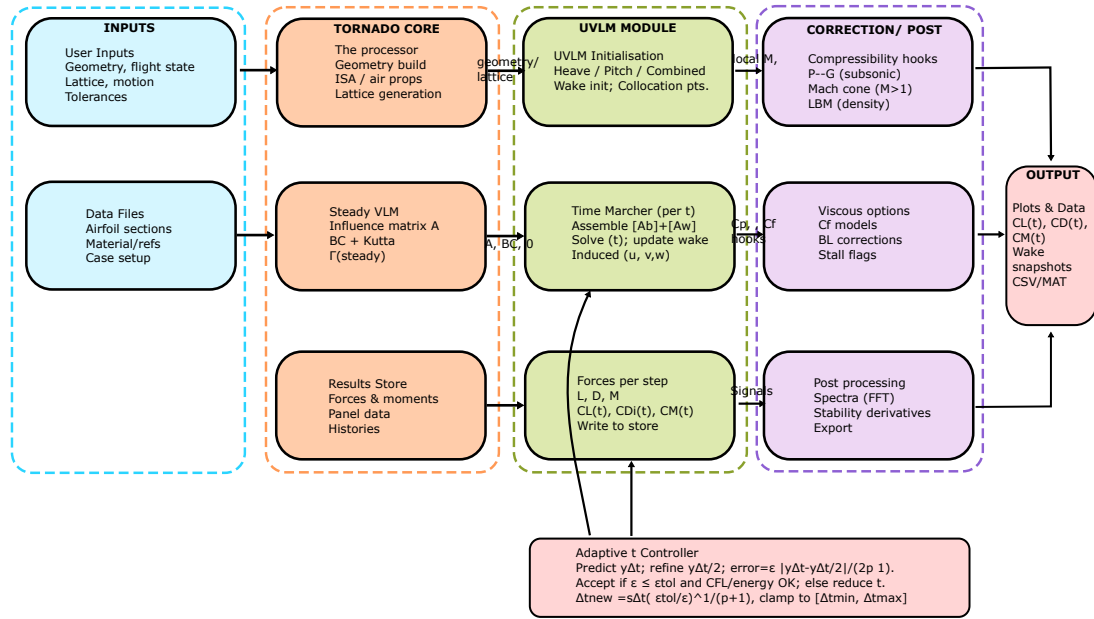 INPUTS
User Inputs
Geometry, flight state
Lattice, motion
Tolerances
Data Files
Airfoil sections
Material/refs
Case setup
TORNADO CORE
The processor
Geometry build
ISA / air props
Lattice generation
geometry/
lattice
Steady VLM
Influence matrix A
BC + Kutta
Γ(steady)
A, BC, 0
Results Store
Forces & moments
Panel data
Histories
UVLM MODULE
UVLM Initialisation
Heave / Pitch / Combined
Wake init; Collocation pts.
local M,
Time Marcher (per t)
Assemble [Ab]+[Aw]
Solve (t); update wake
Induced (u, v,w)
Cp, , Cf
hooks
Forces per step
L, D, M
CL(t), CDi(t), CM(t)
Write to store
Signals
CORRECTION/ POST
Compressibility hooks
P--G (subsonic)
Mach cone (M>1)
LBM (density)
Viscous options
Cf models
BL corrections
Stall flags
Post processing
Spectra (FFT)
Stability derivatives
Export
OUTPUT
Plots & Data
CL(t), CD(t),
CM(t)
Wake
snapshots
CSV/MAT
Adaptive t Controller
Predict yΔt; refine yΔt/2; error=ε |yΔt-yΔt/2|/(2p 1).
Accept if ε ≤ εtol and CFL/energy OK; else reduce t.
Δtnew =sΔt( εtol/ε)^1/(p+1), clamp to [Δtmin, Δtmax]